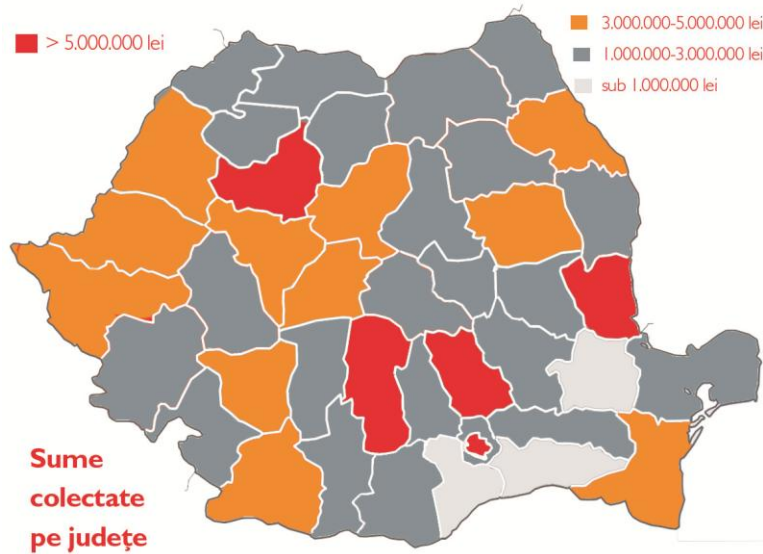 > 5.000.000 lei
3.000.000-5.000.000 lei
1.000.000-3.000.000 lei
sub 1.000.000 lei
Sume
colectate
pe județe